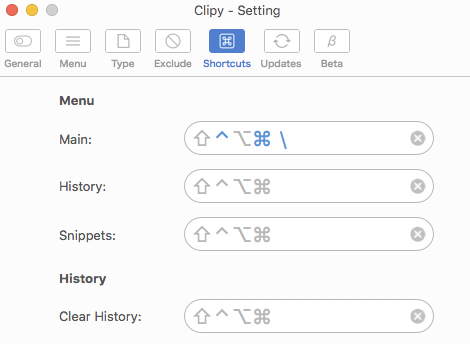 Clipy - Setting
General Menu Type Exclude Shortcuts Updates Beta
Menu
Main: ⇧⌃⌥⌘ \
History: ⇧⌃⌥⌘
Snippets: ⇧⌃⌥⌘
History
Clear History: ⇧⌃⌥⌘